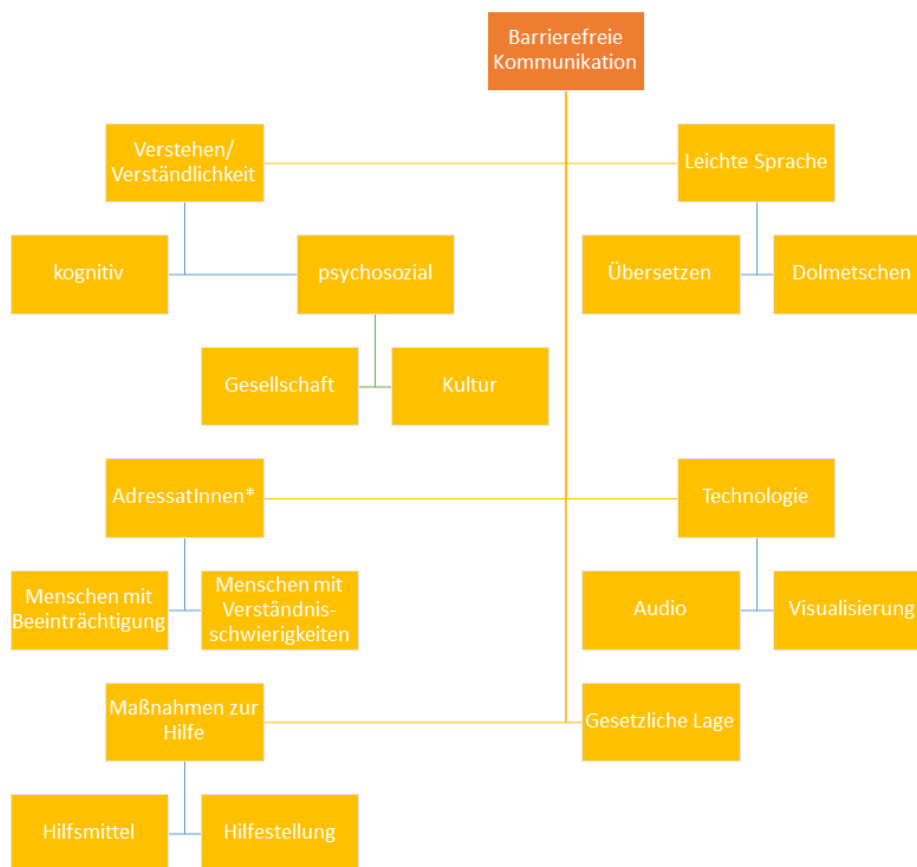 Barrierefreie
Kommunikation
Verstehen/
Verständlichkeit
Leichte Sprache
kognitiv
psychosozial
Übersetzen
Dolmetschen
Gesellschaft
Kultur
AdressatInnen*
Technologie
Menschen mit
Beeinträchtigung
Menschen mit
Verständnis-
schwierigkeiten
Audio
Visualisierung
Maßnahmen zur
Hilfe
Gesetzliche Lage
Hilfsmittel
Hilfestellung